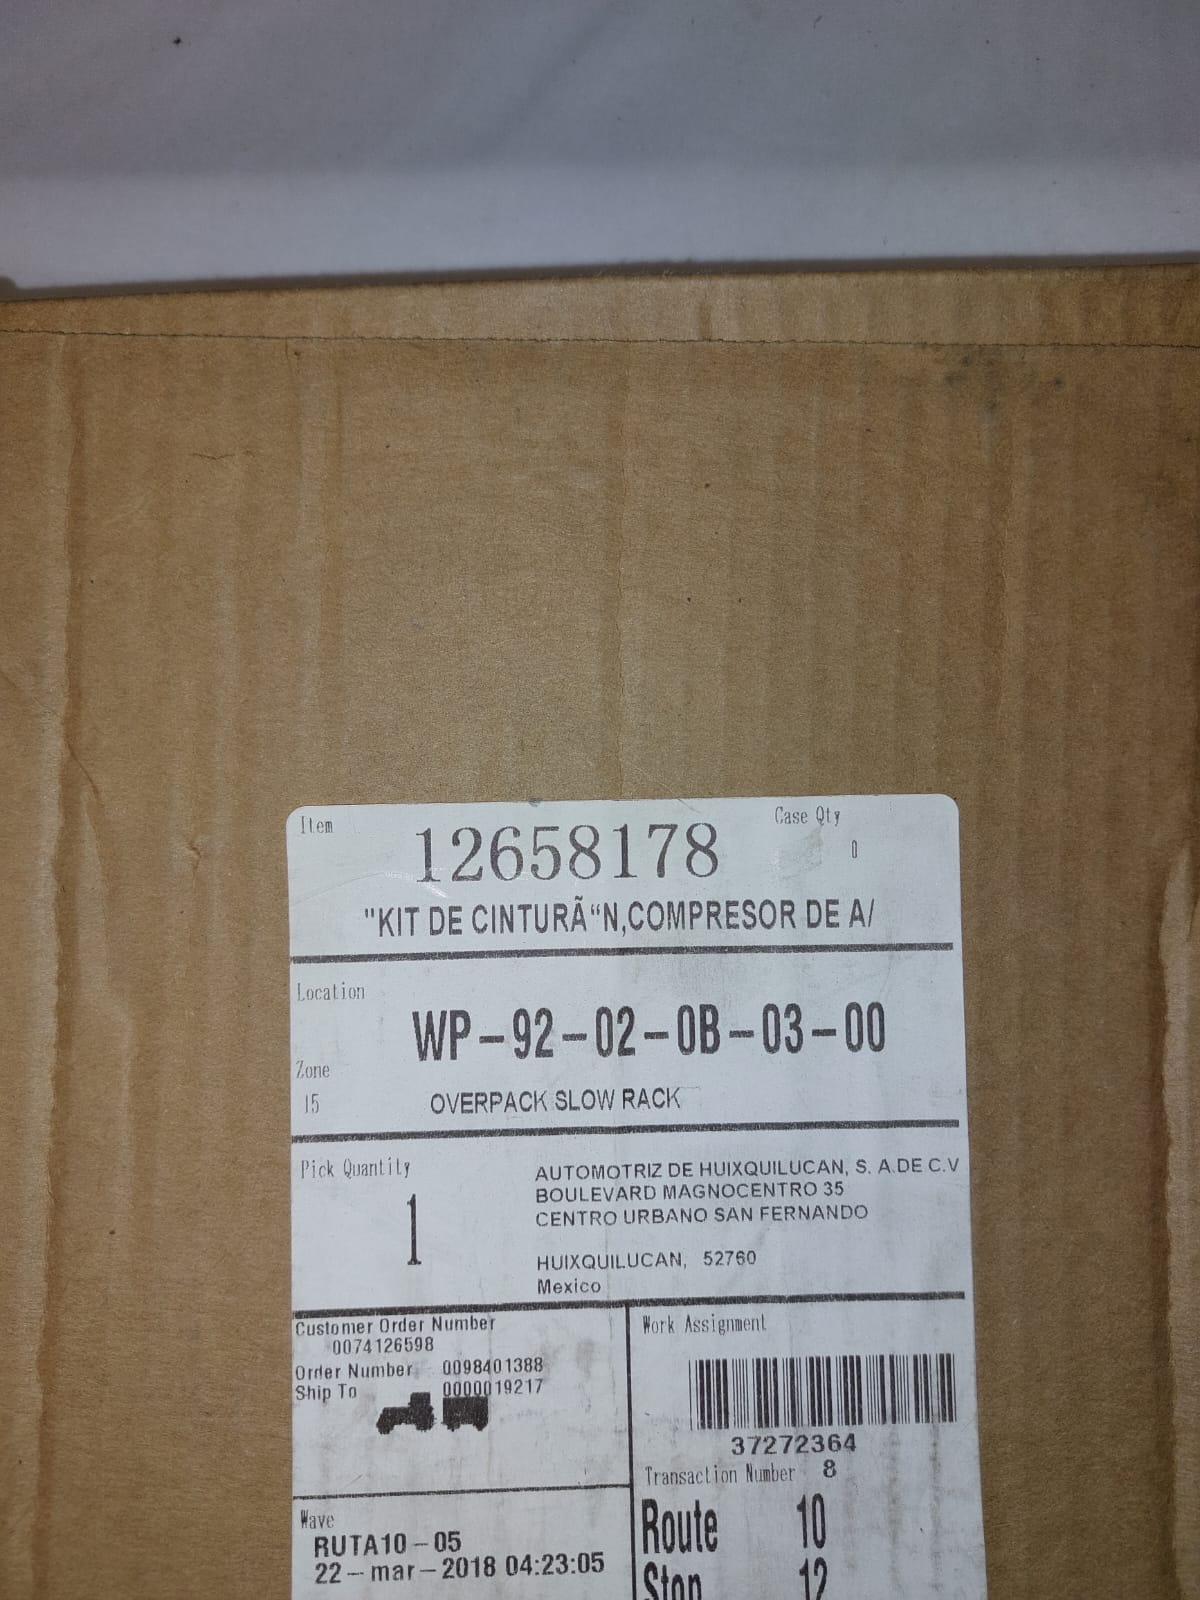 Item
Case Qty
12658178
0
"KIT DE CINTURÓN,COMPRESOR DE A/
Location
WP-92-02-0B-03-00
Zone
15
OVERPACK SLOW RACK
Pick Quantity
1
AUTOMOTRIZ DE HUIXQUILUCAN, S. A.DE C.V
BOULEVARD MAGNOCENTRO 35
CENTRO URBANO SAN FERNANDO
HUIXQUILUCAN, 52760
Mexico
Customer Order Number
0074126598
Order Number 0098401388
Ship To 0000019217
Work Assignment
37272364
Transaction Number 8
Wave
RUTA10-05
22-mar-2018 04:23:05
Route 10
Stop 12